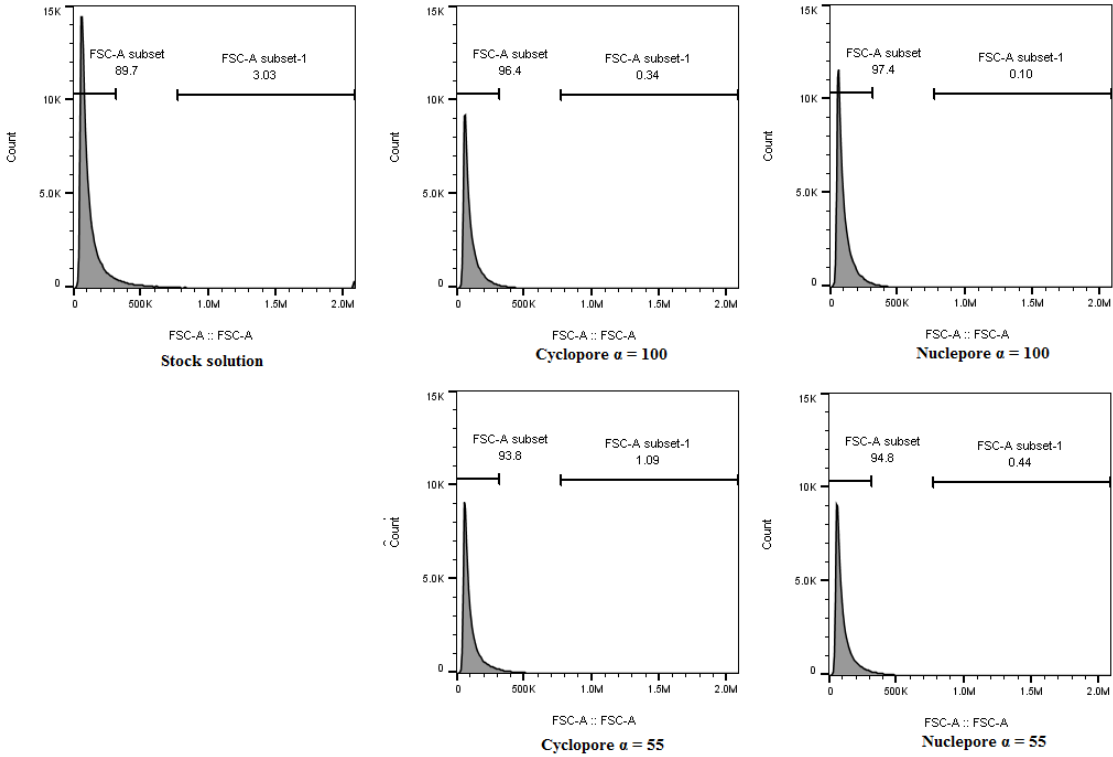 15K
10K
5.0K
0
Count
FSC-A subset
89.7
FSC-A subset-1
3.03
0
500K
1.0M
1.5M
2.0M
FSC-A :: FSC-A
Stock solution
15K
10K
5.0K
0
Count
FSC-A subset
96.4
FSC-A subset-1
0.34
0
500K
1.0M
1.5M
2.0M
FSC-A :: FSC-A
Cyclopore α = 100
15K
10K
5.0K
0
Count
FSC-A subset
97.4
FSC-A subset-1
0.10
0
500K
1.0M
1.5M
2.0M
FSC-A :: FSC-A
Nuclepore α = 100
15K
10K
5.0K
0
Count
FSC-A subset
93.8
FSC-A subset-1
1.09
0
500K
1.0M
1.5M
2.0M
FSC-A :: FSC-A
Cyclopore α = 55
15K
10K
5.0K
0
Count
FSC-A subset
94.8
FSC-A subset-1
0.44
0
500K
1.0M
1.5M
2.0M
FSC-A :: FSC-A
Nuclepore α = 55